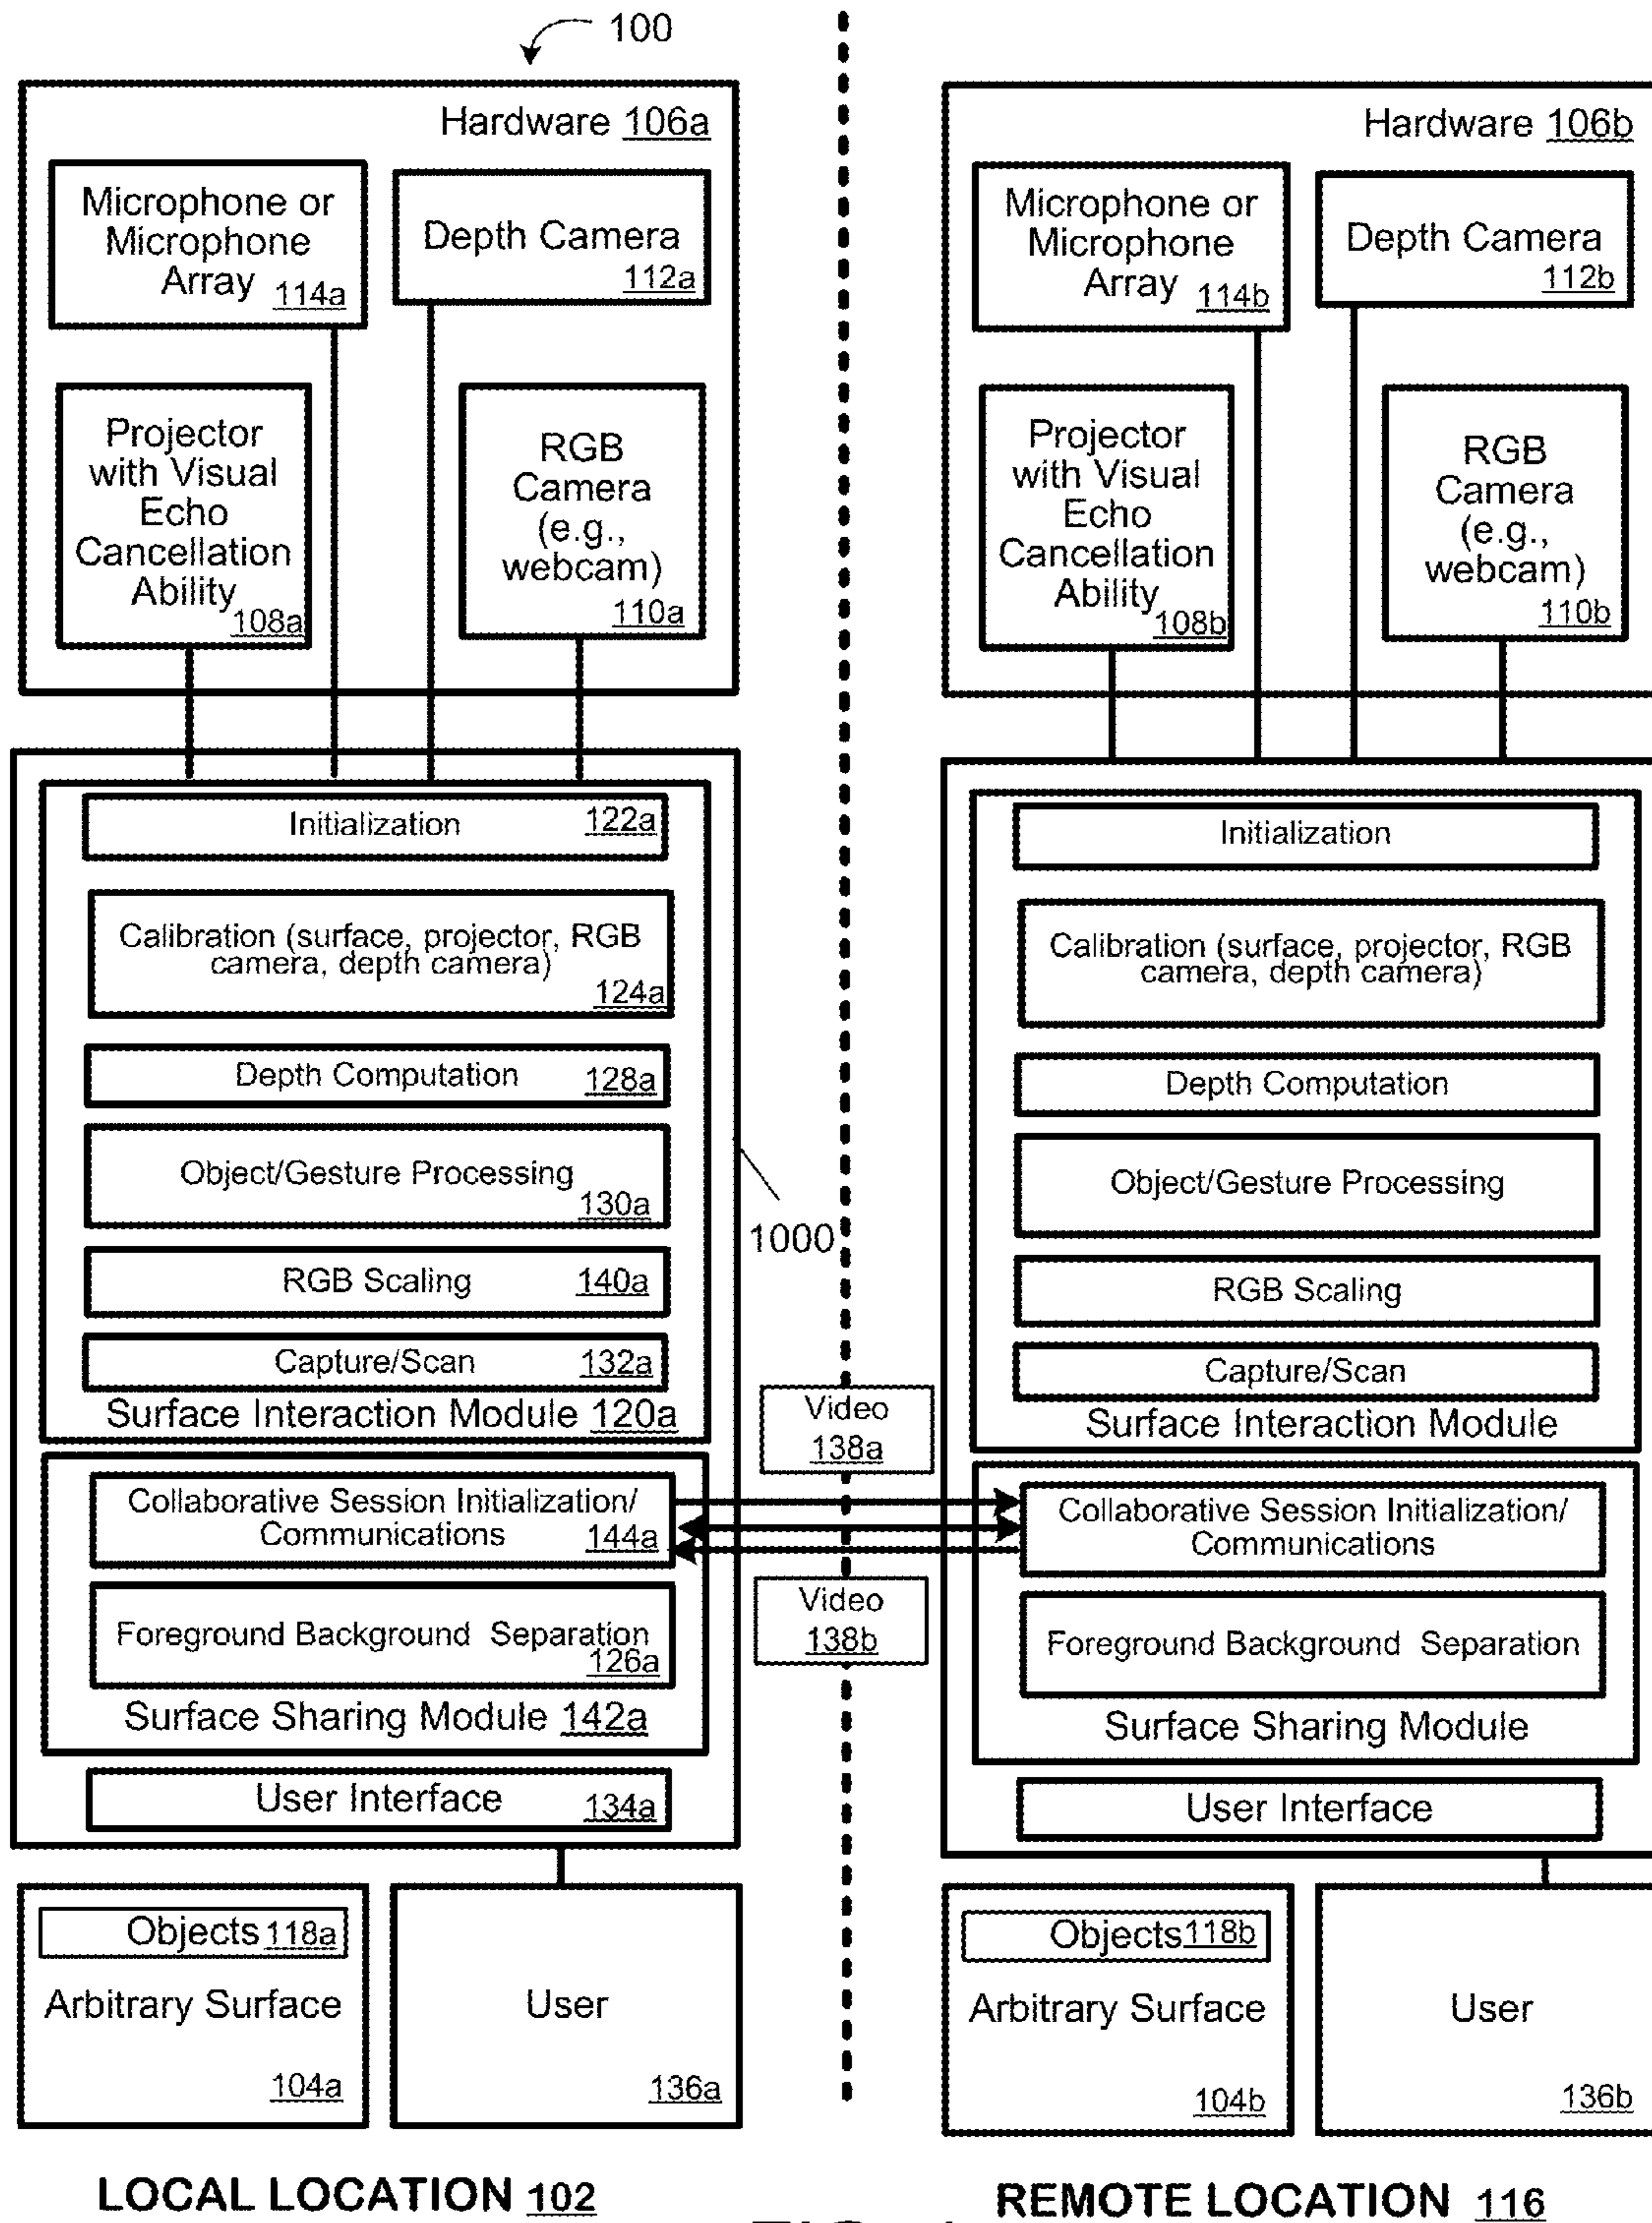 100
Hardware 106a
Microphone or
Microphone
Array 114a
Depth Camera
112a
Projector
with Visual
Echo
Cancellation
Ability
108a
RGB
Camera
(e.g.,
webcam)
110a
Initialization 122a
Calibration (surface, projector, RGB
camera, depth camera)
124a
Depth Computation 128a
Object/Gesture Processing
130a
RGB Scaling 140a
Capture/Scan 132a
Surface Interaction Module 120a
Collaborative Session Initialization/
Communications 144a
Foreground Background Separation
126a
Surface Sharing Module 142a
User Interface 134a
1000
Objects 118a
Arbitrary Surface
104a
User
136a
LOCAL LOCATION 102
Video
138a
Video
138b
Hardware 106b
Microphone or
Microphone
Array 114b
Depth Camera
112b
Projector
with Visual
Echo
Cancellation
Ability
108b
RGB
Camera
(e.g.,
webcam)
110b
Initialization
Calibration (surface, projector, RGB
camera, depth camera)
Depth Computation
Object/Gesture Processing
RGB Scaling
Capture/Scan
Surface Interaction Module
Collaborative Session Initialization/
Communications
Foreground Background Separation
Surface Sharing Module
User Interface
Objects 118b
Arbitrary Surface
104b
User
136b
REMOTE LOCATION 116